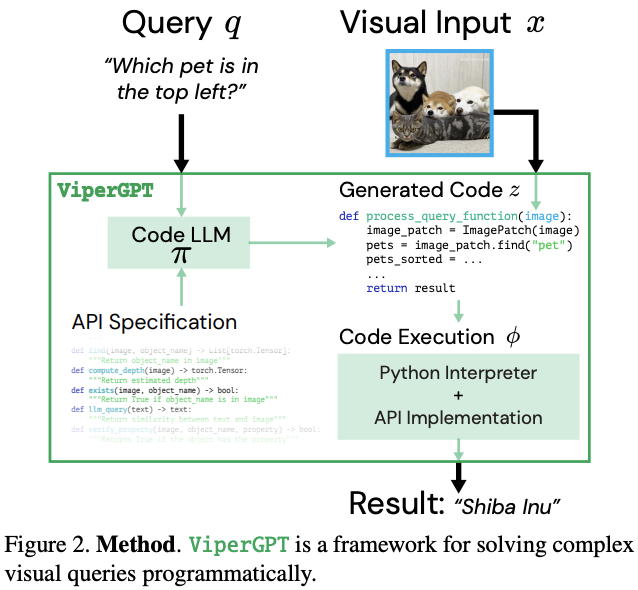 Query q
Visual Input x
“Which pet is in
the top left?”
ViperGPT
Code LLM
π
API Specification
def find(image, object_name) -> List[torch.Tensor]:
"""Return object_name in image"""
def compute_depth(image) -> torch.Tensor:
"""Return estimated depth"""
def exists(image, object_name) -> bool:
"""Return True if object_name is in image"""
def llm_query(text) -> text:
"""Return similarity between text and image"""
def verify_property(image, object_name, property) -> bool:
"""Returns True if the object has the property"""
Generated Code z
def process_query_function(image):
image_patch = ImagePatch(image)
pets = image_patch.find("pet")
pets_sorted = ...
...
return result
Code Execution ϕ
Python Interpreter
+
API Implementation
Result: “Shiba Inu”
Figure 2. Method. ViperGPT is a framework for solving complex
visual queries programmatically.